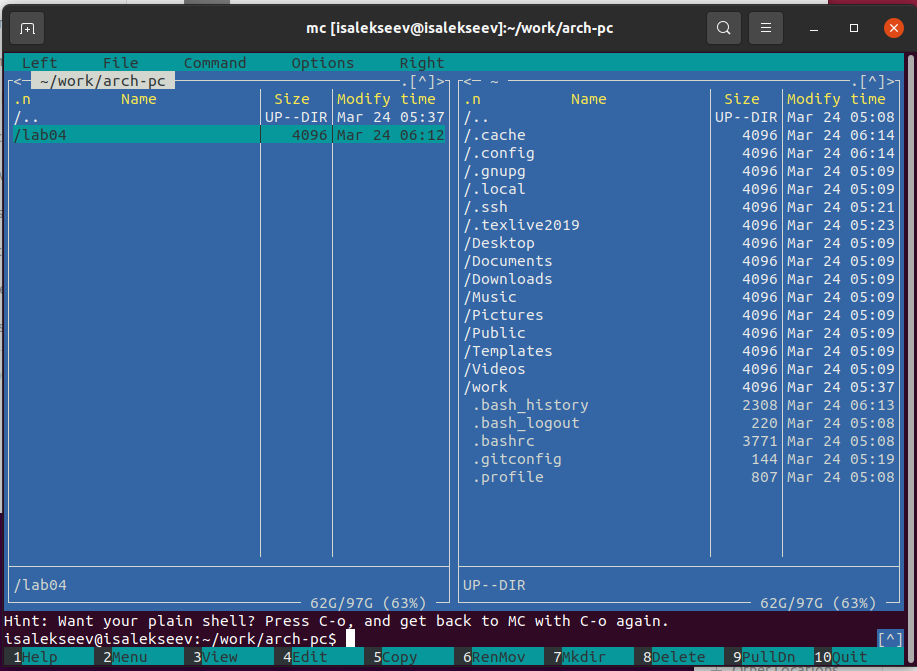 mc [isalekseev@isalekseev]:~/work/arch-pc
Left File Command Options Right
<─ ~/work/arch-pc .[^]>
.n Name Size Modify time
/.. UP--DIR Mar 24 05:37
/lab04 4096 Mar 24 06:12
/lab04
62G/97G (63%)
<─ ~ .[^]>
.n Name Size Modify time
/.. UP--DIR Mar 24 05:08
/.cache 4096 Mar 24 06:14
/.config 4096 Mar 24 06:14
/.gnupg 4096 Mar 24 05:09
/.local 4096 Mar 24 05:09
/.ssh 4096 Mar 24 05:21
/.texlive2019 4096 Mar 24 05:23
/Desktop 4096 Mar 24 05:09
/Documents 4096 Mar 24 05:09
/Downloads 4096 Mar 24 05:09
/Music 4096 Mar 24 05:09
/Pictures 4096 Mar 24 05:09
/Public 4096 Mar 24 05:09
/Templates 4096 Mar 24 05:09
/Videos 4096 Mar 24 05:09
/work 4096 Mar 24 05:37
.bash_history 2308 Mar 24 06:13
.bash_logout 220 Mar 24 05:08
.bashrc 3771 Mar 24 05:08
.gitconfig 144 Mar 24 05:19
.profile 807 Mar 24 05:08
UP--DIR
62G/97G (63%)
Hint: Want your plain shell? Press C-o, and get back to MC with C-o again.
isalekseev@isalekseev:~/work/arch-pc$ [^]
1Help 2Menu 3View 4Edit 5Copy 6RenMov 7Mkdir 8Delete 9PullDn 10Quit